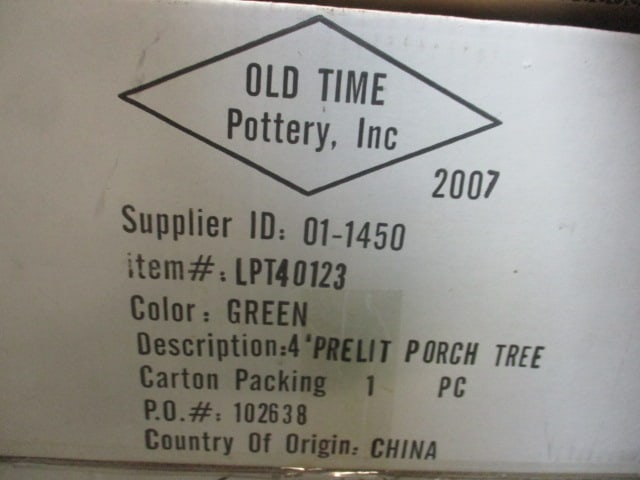 OLD TIME
Pottery, Inc
2007
Supplier ID: 01-1450
item#: LPT40123
Color: GREEN
Description:4'PRELIT PORCH TREE
Carton Packing 1 PC
P.O.#: 102638
Country Of Origin: CHINA